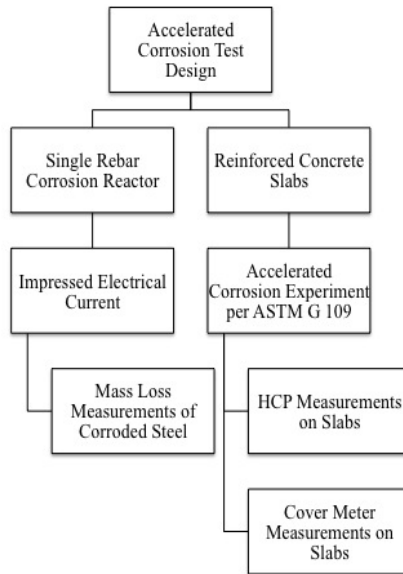 Accelerated
Corrosion Test
Design
Single Rebar
Corrosion Reactor
Reinforced Concrete
Slabs
Impressed Electrical
Current
Accelerated
Corrosion Experiment
per ASTM G 109
Mass Loss
Measurements of
Corroded Steel
HCP Measurements
on Slabs
Cover Meter
Measurements on
Slabs